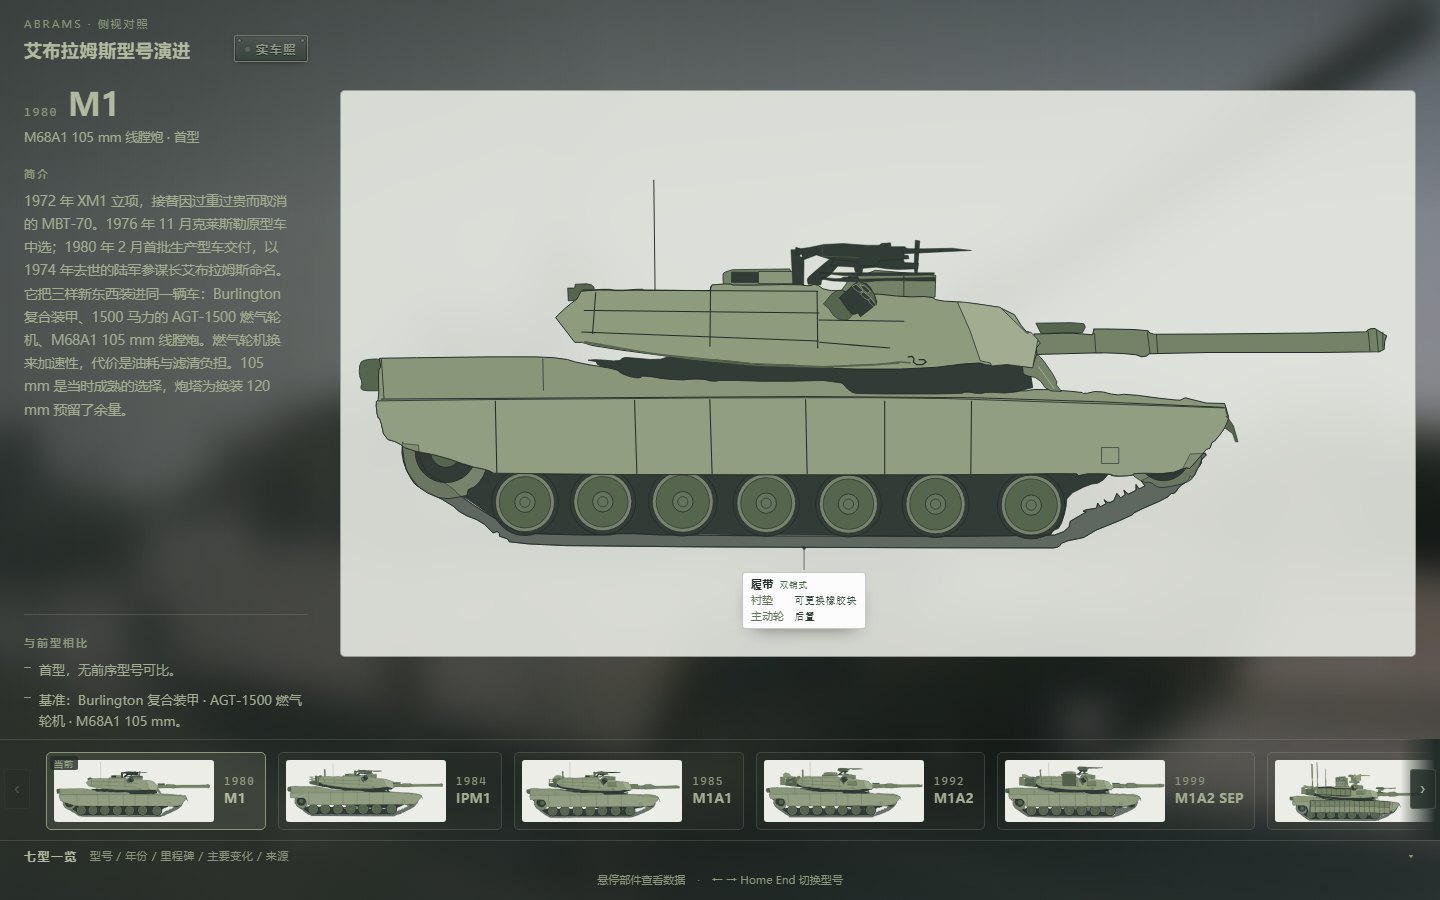 ABRAMS · 侧视对照
艾布拉姆斯型号演进
实车照
1980 M1
M68A1 105 mm 线膛炮 · 首型
简介
1972 年 XM1 立项，接替因过重过贵而取消
的 MBT-70。1976 年 11 月克莱斯勒原型车
中选；1980 年 2 月首批生产型车交付，以
1974 年去世的陆军参谋长艾布拉姆斯命名。
它把三样新东西装进同一辆车：Burlington
复合装甲、1500 马力的 AGT-1500 燃气轮
机、M68A1 105 mm 线膛炮。燃气轮机换
来加速性，代价是油耗与滤清负担。105
mm 是当时成熟的选择，炮塔为换装 120
mm 预留了余量。
履带 双销式
衬垫 可更换橡胶块
主动轮 后置
与前型相比
首型，无前序型号可比。
基准：Burlington 复合装甲 · AGT-1500 燃气
轮机 · M68A1 105 mm。
当前
1980
M1
1984
IPM1
1985
M1A1
1992
M1A2
1999
M1A2 SEP
七型一览 型号 / 年份 / 里程碑 / 主要变化 / 来源
悬停部件查看数据 · ←→ Home End 切换型号